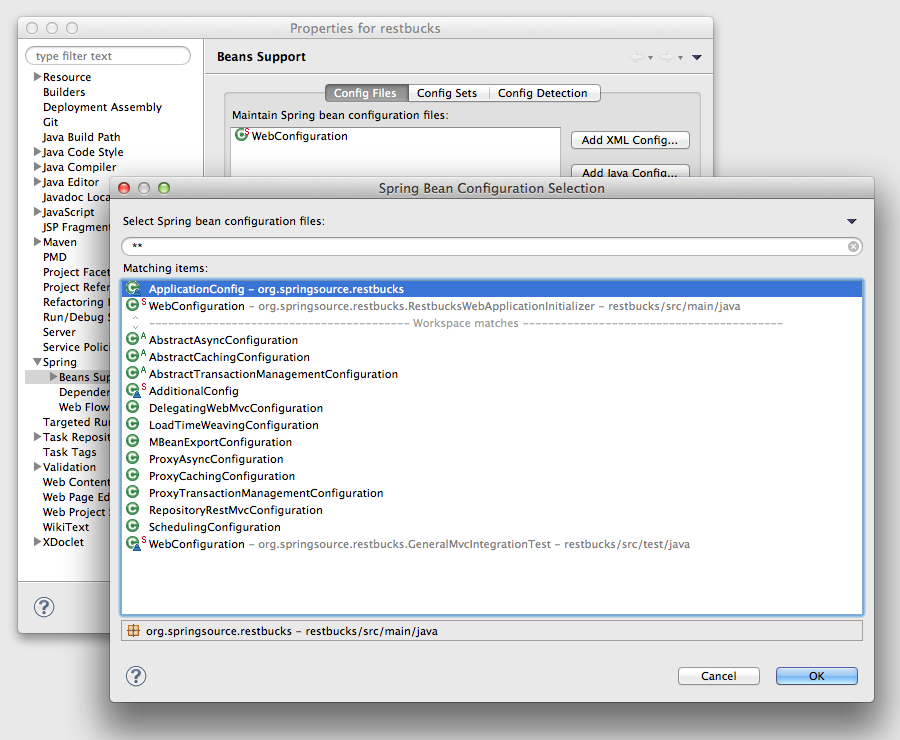 Properties for restbucks
type filter text
Resource
Builders
Deployment Assembly
Git
Java Build Path
Java Code Style
Java Compiler
Java Editor
Javadoc Loca
JavaScript
JSP Fragment
Maven
PMD
Project Facet
Project Refer
Refactoring
Run/Debug
Server
Service Polic
Spring
Beans Sup
Depender
Web Flow
Targeted Run
Task Reposit
Task Tags
Validation
Web Content
Web Page Ed
Web Project
WikiText
XDoclet
Beans Support
Config Files Config Sets Config Detection
Maintain Spring bean configuration files:
WebConfiguration
Add XML Config...
Add Java Config...
Spring Bean Configuration Selection
Select Spring bean configuration files:
**
Matching items:
ApplicationConfig – org.springsource.restbucks
WebConfiguration – org.springsource.restbucks.RestbucksWebApplicationInitializer – restbucks/src/main/java
Workspace matches
AbstractAsyncConfiguration
AbstractCachingConfiguration
AbstractTransactionManagementConfiguration
AdditionalConfig
DelegatingWebMvcConfiguration
LoadTimeWeavingConfiguration
MBeanExportConfiguration
ProxyAsyncConfiguration
ProxyCachingConfiguration
ProxyTransactionManagementConfiguration
RepositoryRestMvcConfiguration
SchedulingConfiguration
WebConfiguration – org.springsource.restbucks.GeneralMvcIntegrationTest – restbucks/src/test/java
org.springsource.restbucks – restbucks/src/main/java
Cancel OK